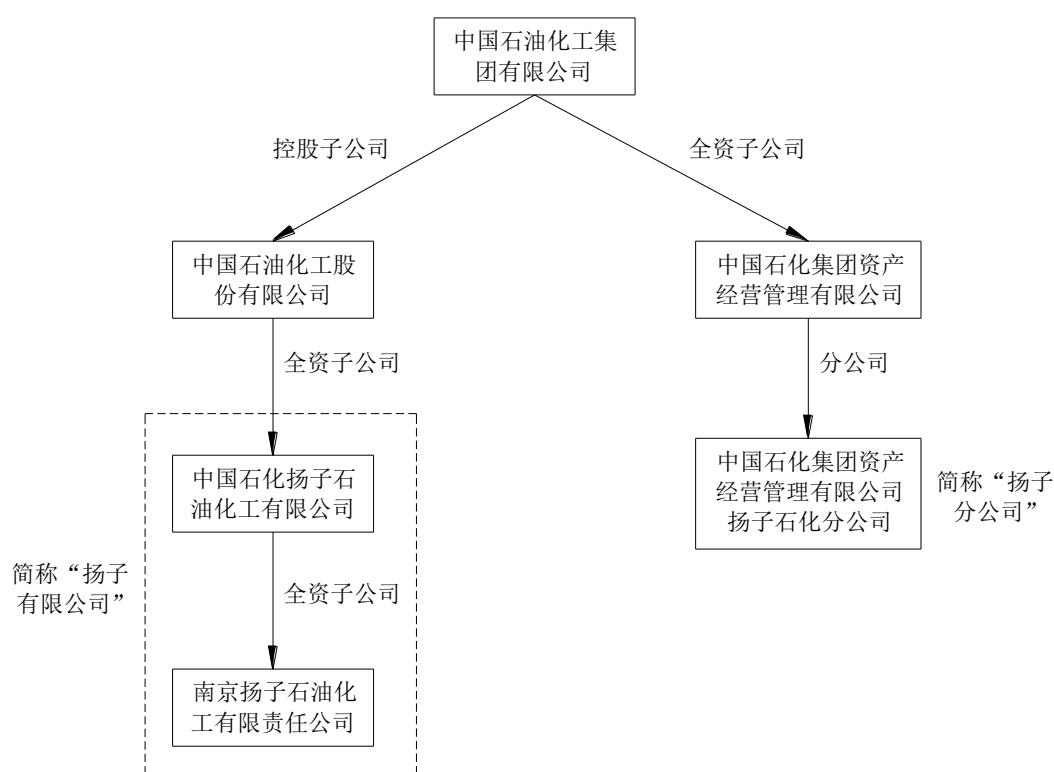 中国石油化工集
团有限公司
控股子公司
全资子公司
中国石油化工股
份有限公司
中国石化集团资产
经营管理有限公司
全资子公司
分公司
中国石化扬子石
油化工有限公司
中国石化集团资产
经营管理有限公司
扬子石化分公司
简称“扬子
分公司”
简称“扬子
有限公司”
全资子公司
南京扬子石油化
工有限责任公司